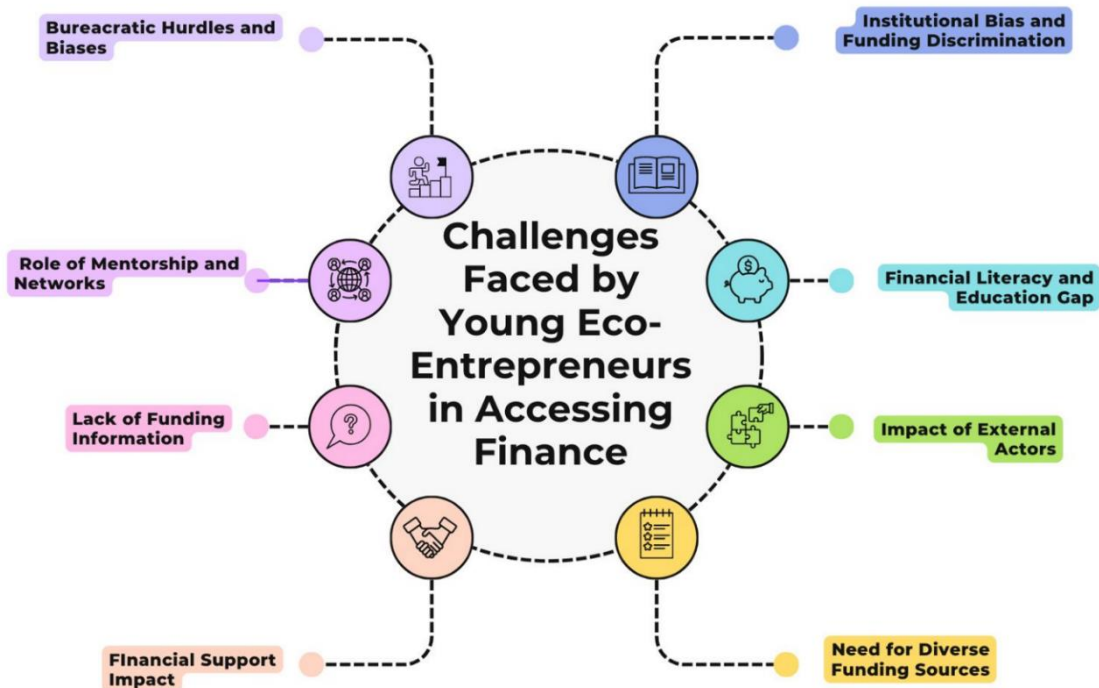 Bureacratic Hurdles and
Biases
Institutional Bias and
Funding Discrimination
Challenges
Faced by
Young Eco-
Entrepreneurs
in Accessing
Finance
Role of Mentorship and
Networks
$
Financial Literacy and
Education Gap
Lack of Funding
Information
?
Impact of External
Actors
FInancial Support
Impact
Need for Diverse
Funding Sources